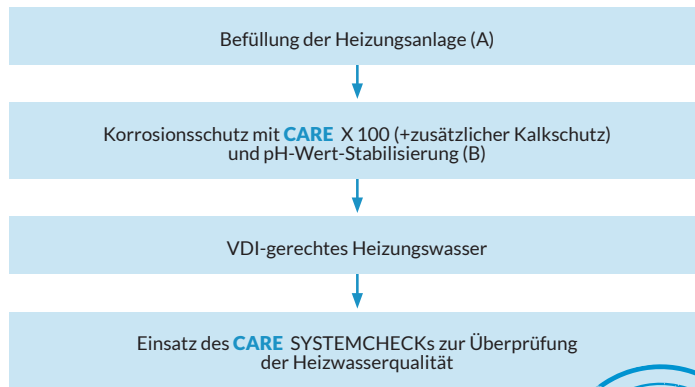 Befüllung der Heizungsanlage (A)
Korrosionsschutz mit CARE X 100 (+zusätzlicher Kalkschutz)
und pH-Wert-Stabilisierung (B)
VDI-gerechtes Heizungswasser
Einsatz des CARE SYSTEMCHECKs zur Überprüfung
der Heizwasserqualität